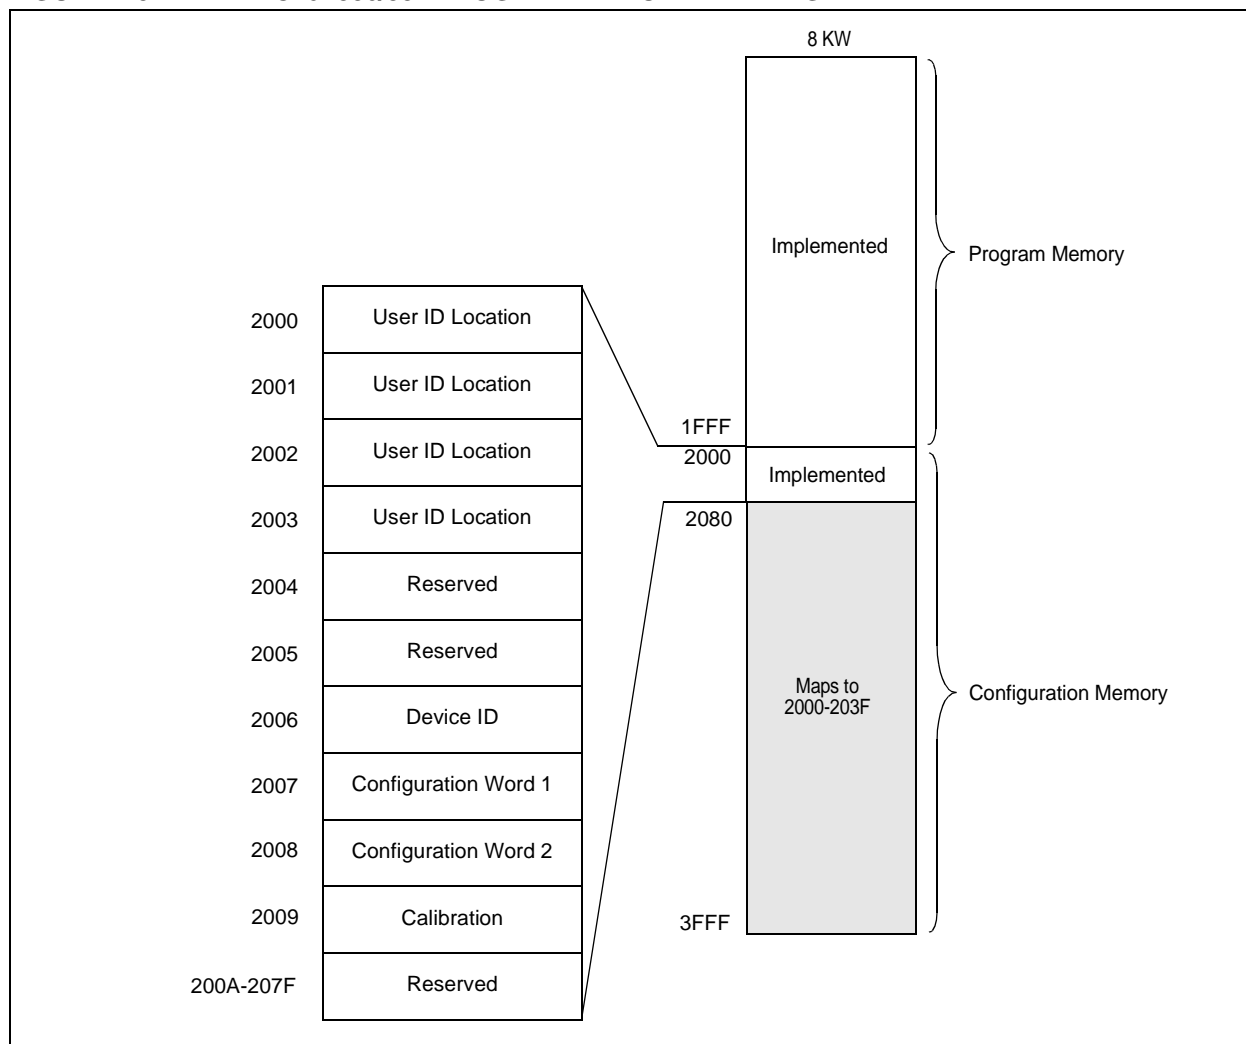 8 KW
Implemented
Program Memory
2000
User ID Location
2001
User ID Location
2002
User ID Location
2003
User ID Location
2004
Reserved
2005
Reserved
2006
Device ID
2007
Configuration Word 1
2008
Configuration Word 2
2009
Calibration
200A-207F
Reserved
1FFF
2000
Implemented
2080
Maps to
2000-203F
Configuration Memory
3FFF